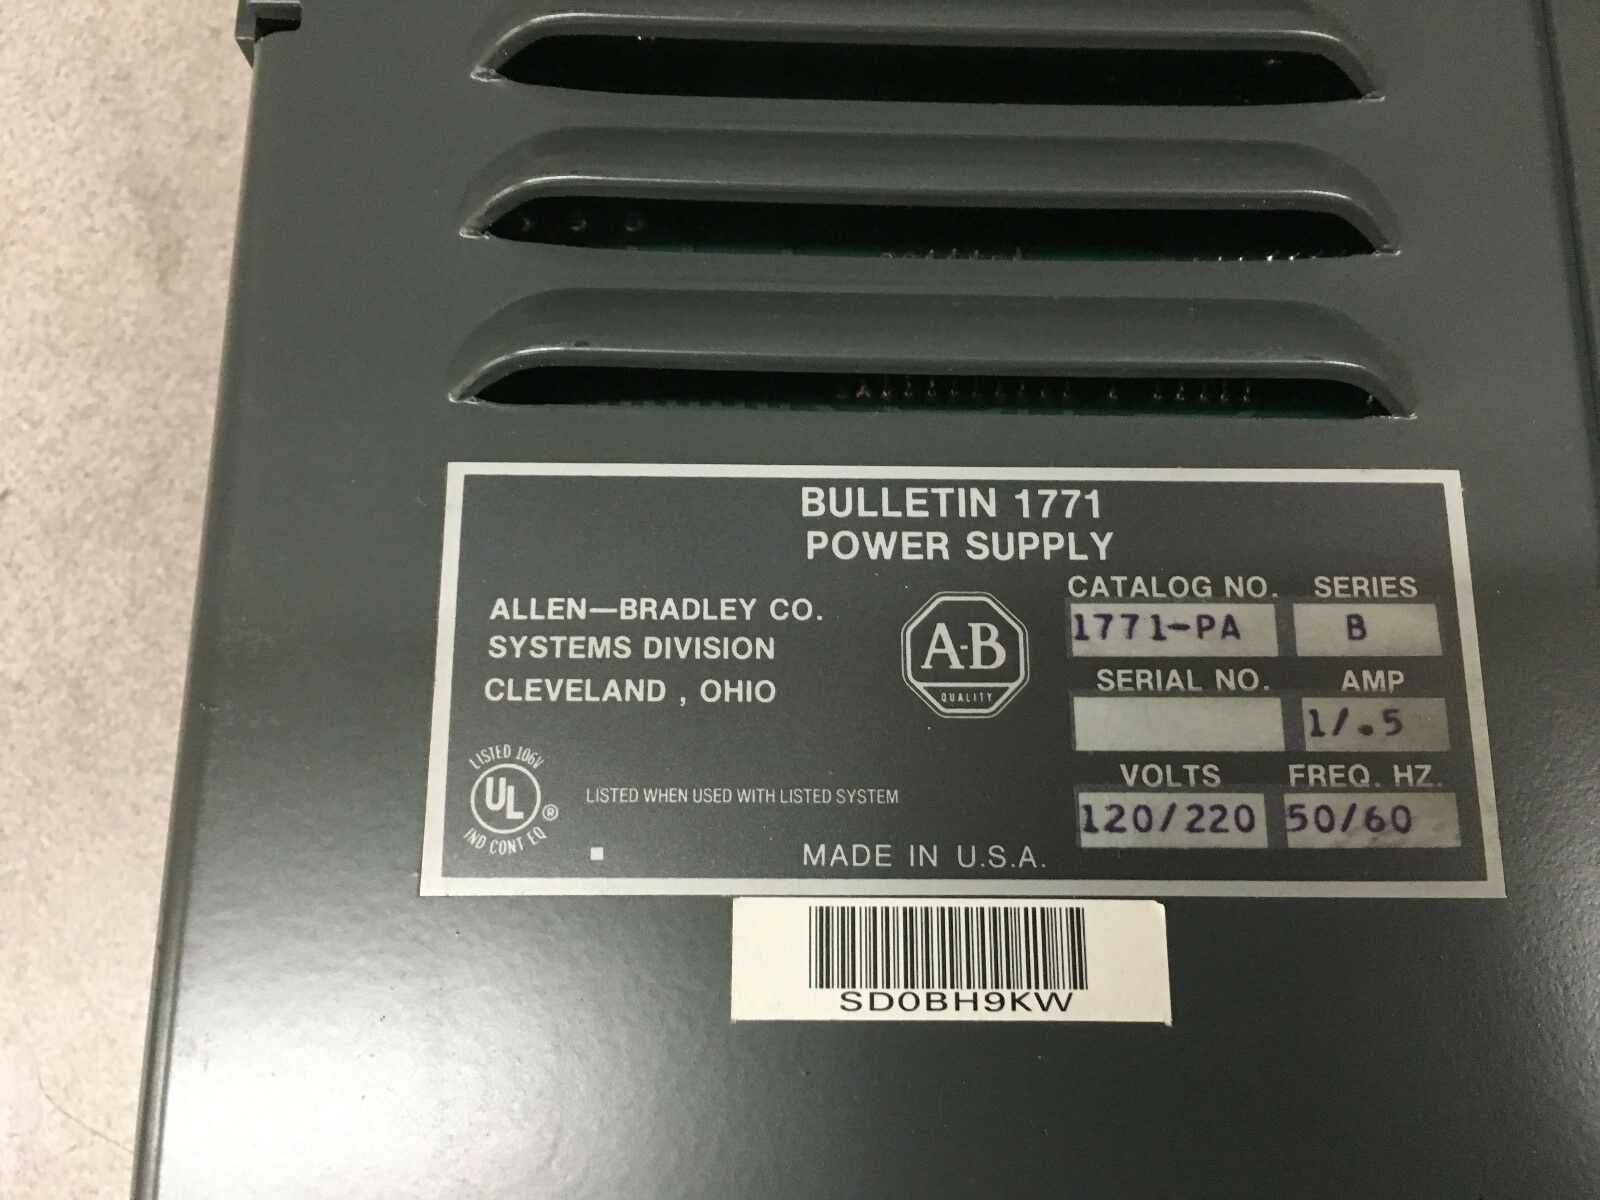 BULLETIN 1771
POWER SUPPLY
ALLEN—BRADLEY CO.
SYSTEMS DIVISION
CLEVELAND , OHIO
A-B
QUALITY
CATALOG NO. SERIES
1771-PA B
SERIAL NO. AMP
1/.5
VOLTS FREQ. HZ.
120/220 50/60
LISTED 106V
UL ®
IND CONT EQ
LISTED WHEN USED WITH LISTED SYSTEM
MADE IN U.S.A.
SD0BH9KW